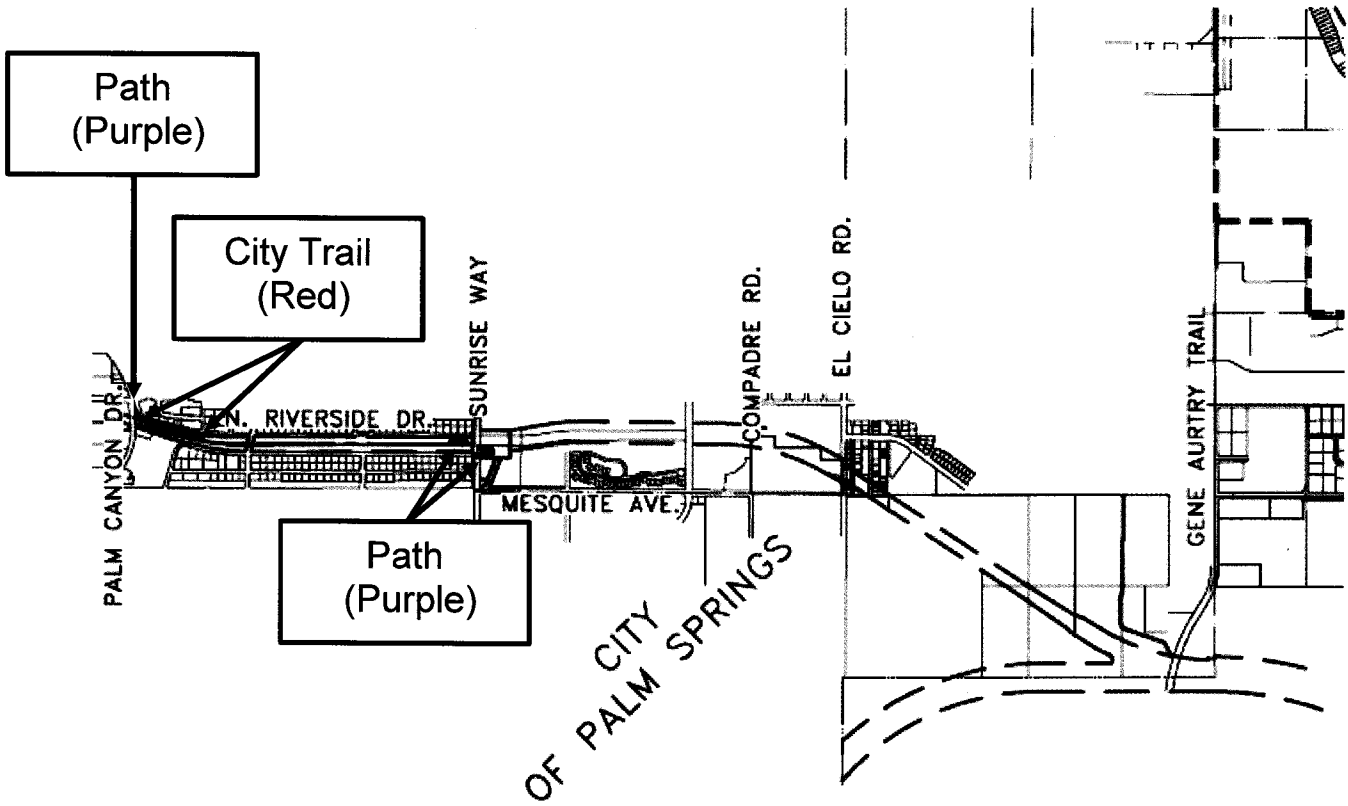 Path
(Purple)
City Trail
(Red)
SUNRISE WAY
COMPADRE RD.
EL CIELO RD.
GENE AURTRY TRAIL
PALM CANYON DR.
N. RIVERSIDE DR.
MESQUITE AVE.
Path
(Purple)
CITY
OF PALM SPRINGS